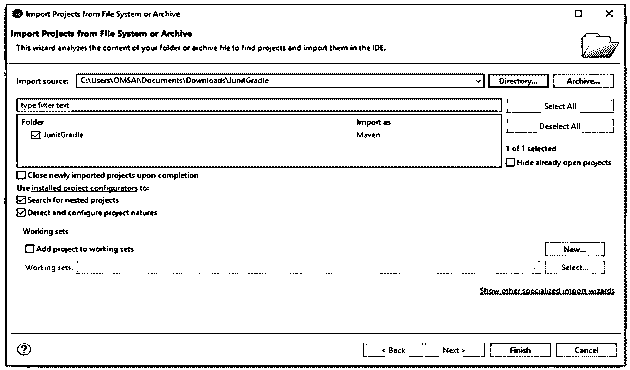 Import Projects from File System or Archive
Import Projects from File System or Archive
This wizard analyzes the content of your folder or archive file to find projects and import them in the IDE.
Import source: C:\Users\OMSAI\Documents\Downloads\JunitGradle Directory... Archive...
type filter text Select All
Folder Import as Deselect All
JunitGradle Maven
1 of 1 selected
Hide already open projects
Close newly imported projects upon completion
Use installed project configurators to:
Search for nested projects
Detect and configure project natures
Working sets
Add project to working sets New...
Working sets: Select...
Show other specialized import wizards
? < Back Next > Finish Cancel